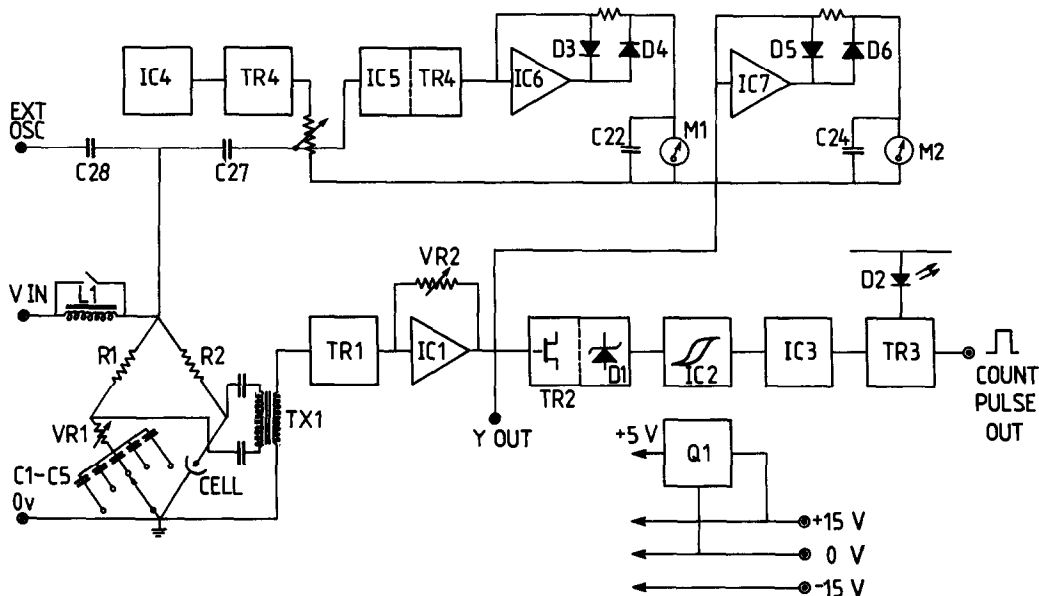 D3
D4
D5
D6
IC4
TR4
IC5
TR4
IC6
IC7
EXT
OSC
C28
C27
C22
M1
C24
M2
VR2
D2
V IN
L1
R1
R2
TR1
IC1
D1
IC2
IC3
TR3
TR2
COUNT
PULSE
OUT
TX1
Y OUT
VR1
+5 V
Q1
C1~C5
CELL
0v
+15 V
0 V
-15 V